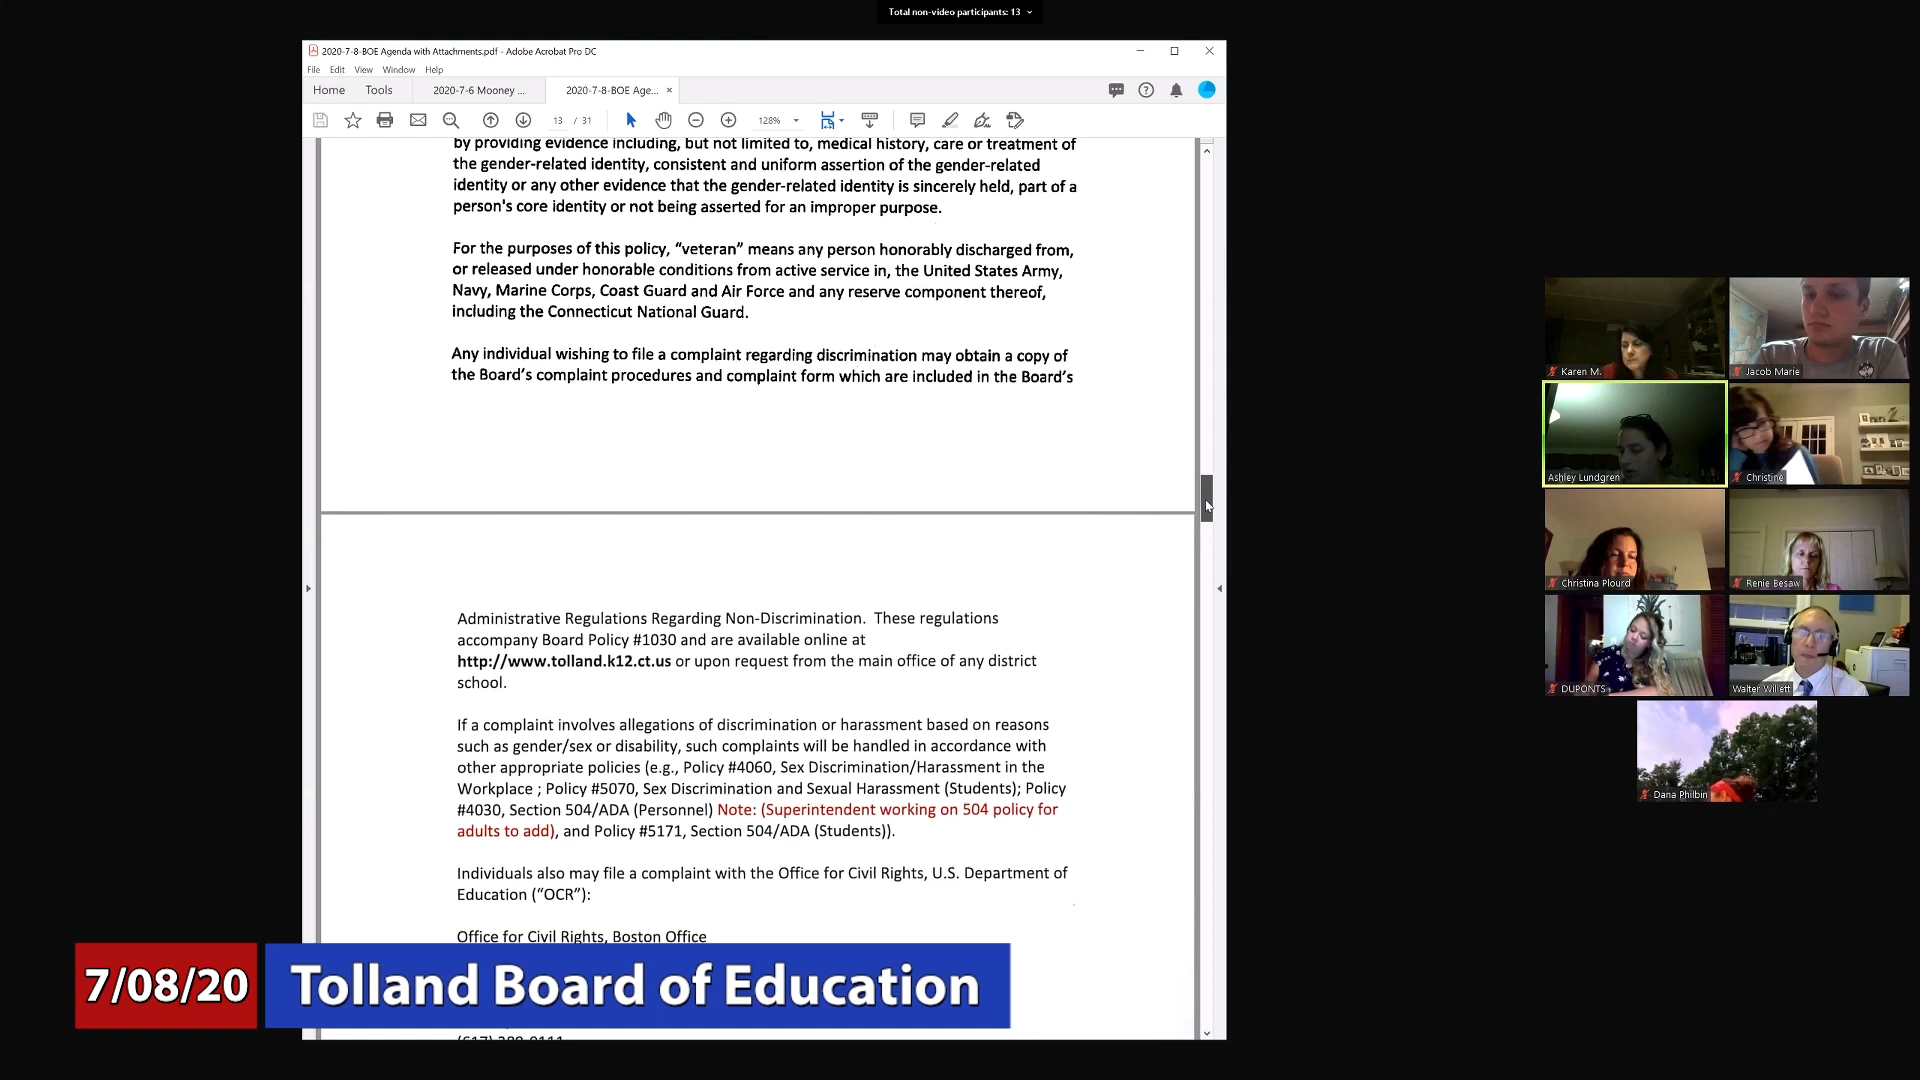 Total non-video participants: 13
2020-7-8-BOE Agenda with Attachments.pdf - Adobe Acrobat Pro DC
File Edit View Window Help
Home Tools 2020-7-6 Mooney ... 2020-7-8-BOE Age... ×
13 / 31 128%
by providing evidence including, but not limited to, medical history, care or treatment of
the gender-related identity, consistent and uniform assertion of the gender-related
identity or any other evidence that the gender-related identity is sincerely held, part of a
person's core identity or not being asserted for an improper purpose.
For the purposes of this policy, “veteran” means any person honorably discharged from,
or released under honorable conditions from active service in, the United States Army,
Navy, Marine Corps, Coast Guard and Air Force and any reserve component thereof,
including the Connecticut National Guard.
Any individual wishing to file a complaint regarding discrimination may obtain a copy of
the Board’s complaint procedures and complaint form which are included in the Board’s
Administrative Regulations Regarding Non-Discrimination. These regulations
accompany Board Policy #1030 and are available online at
http://www.tolland.k12.ct.us or upon request from the main office of any district
school.
If a complaint involves allegations of discrimination or harassment based on reasons
such as gender/sex or disability, such complaints will be handled in accordance with
other appropriate policies (e.g., Policy #4060, Sex Discrimination/Harassment in the
Workplace ; Policy #5070, Sex Discrimination and Sexual Harassment (Students); Policy
#4030, Section 504/ADA (Personnel) Note: (Superintendent working on 504 policy for
adults to add), and Policy #5171, Section 504/ADA (Students)).
Individuals also may file a complaint with the Office for Civil Rights, U.S. Department of
Education (“OCR”):
Office for Civil Rights, Boston Office
7/08/20 Tolland Board of Education
Karen M.
Jacob Marie
Ashley Lundgren
Christine
Christina Plourd
Renie Besaw
DUPONTS
Walter Willett
Dana Philbin